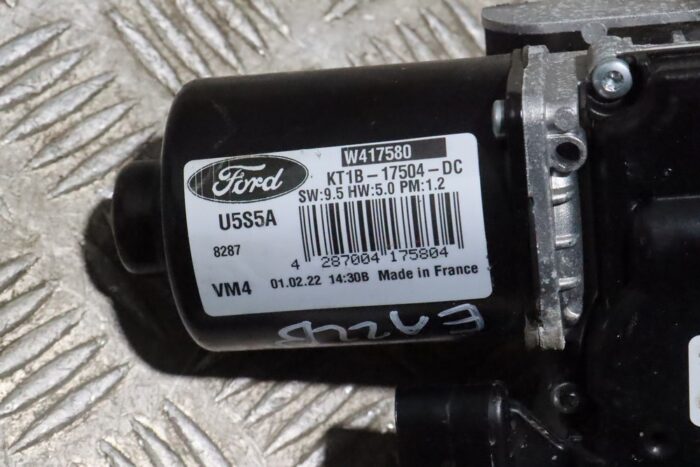 W417580
Ford
KT1B-17504-DC
SW:9.5 HW:5.0 PM:1.2
U5S5A
8287
4 287004 175804
VM4 01.02.22 14:30B Made in France